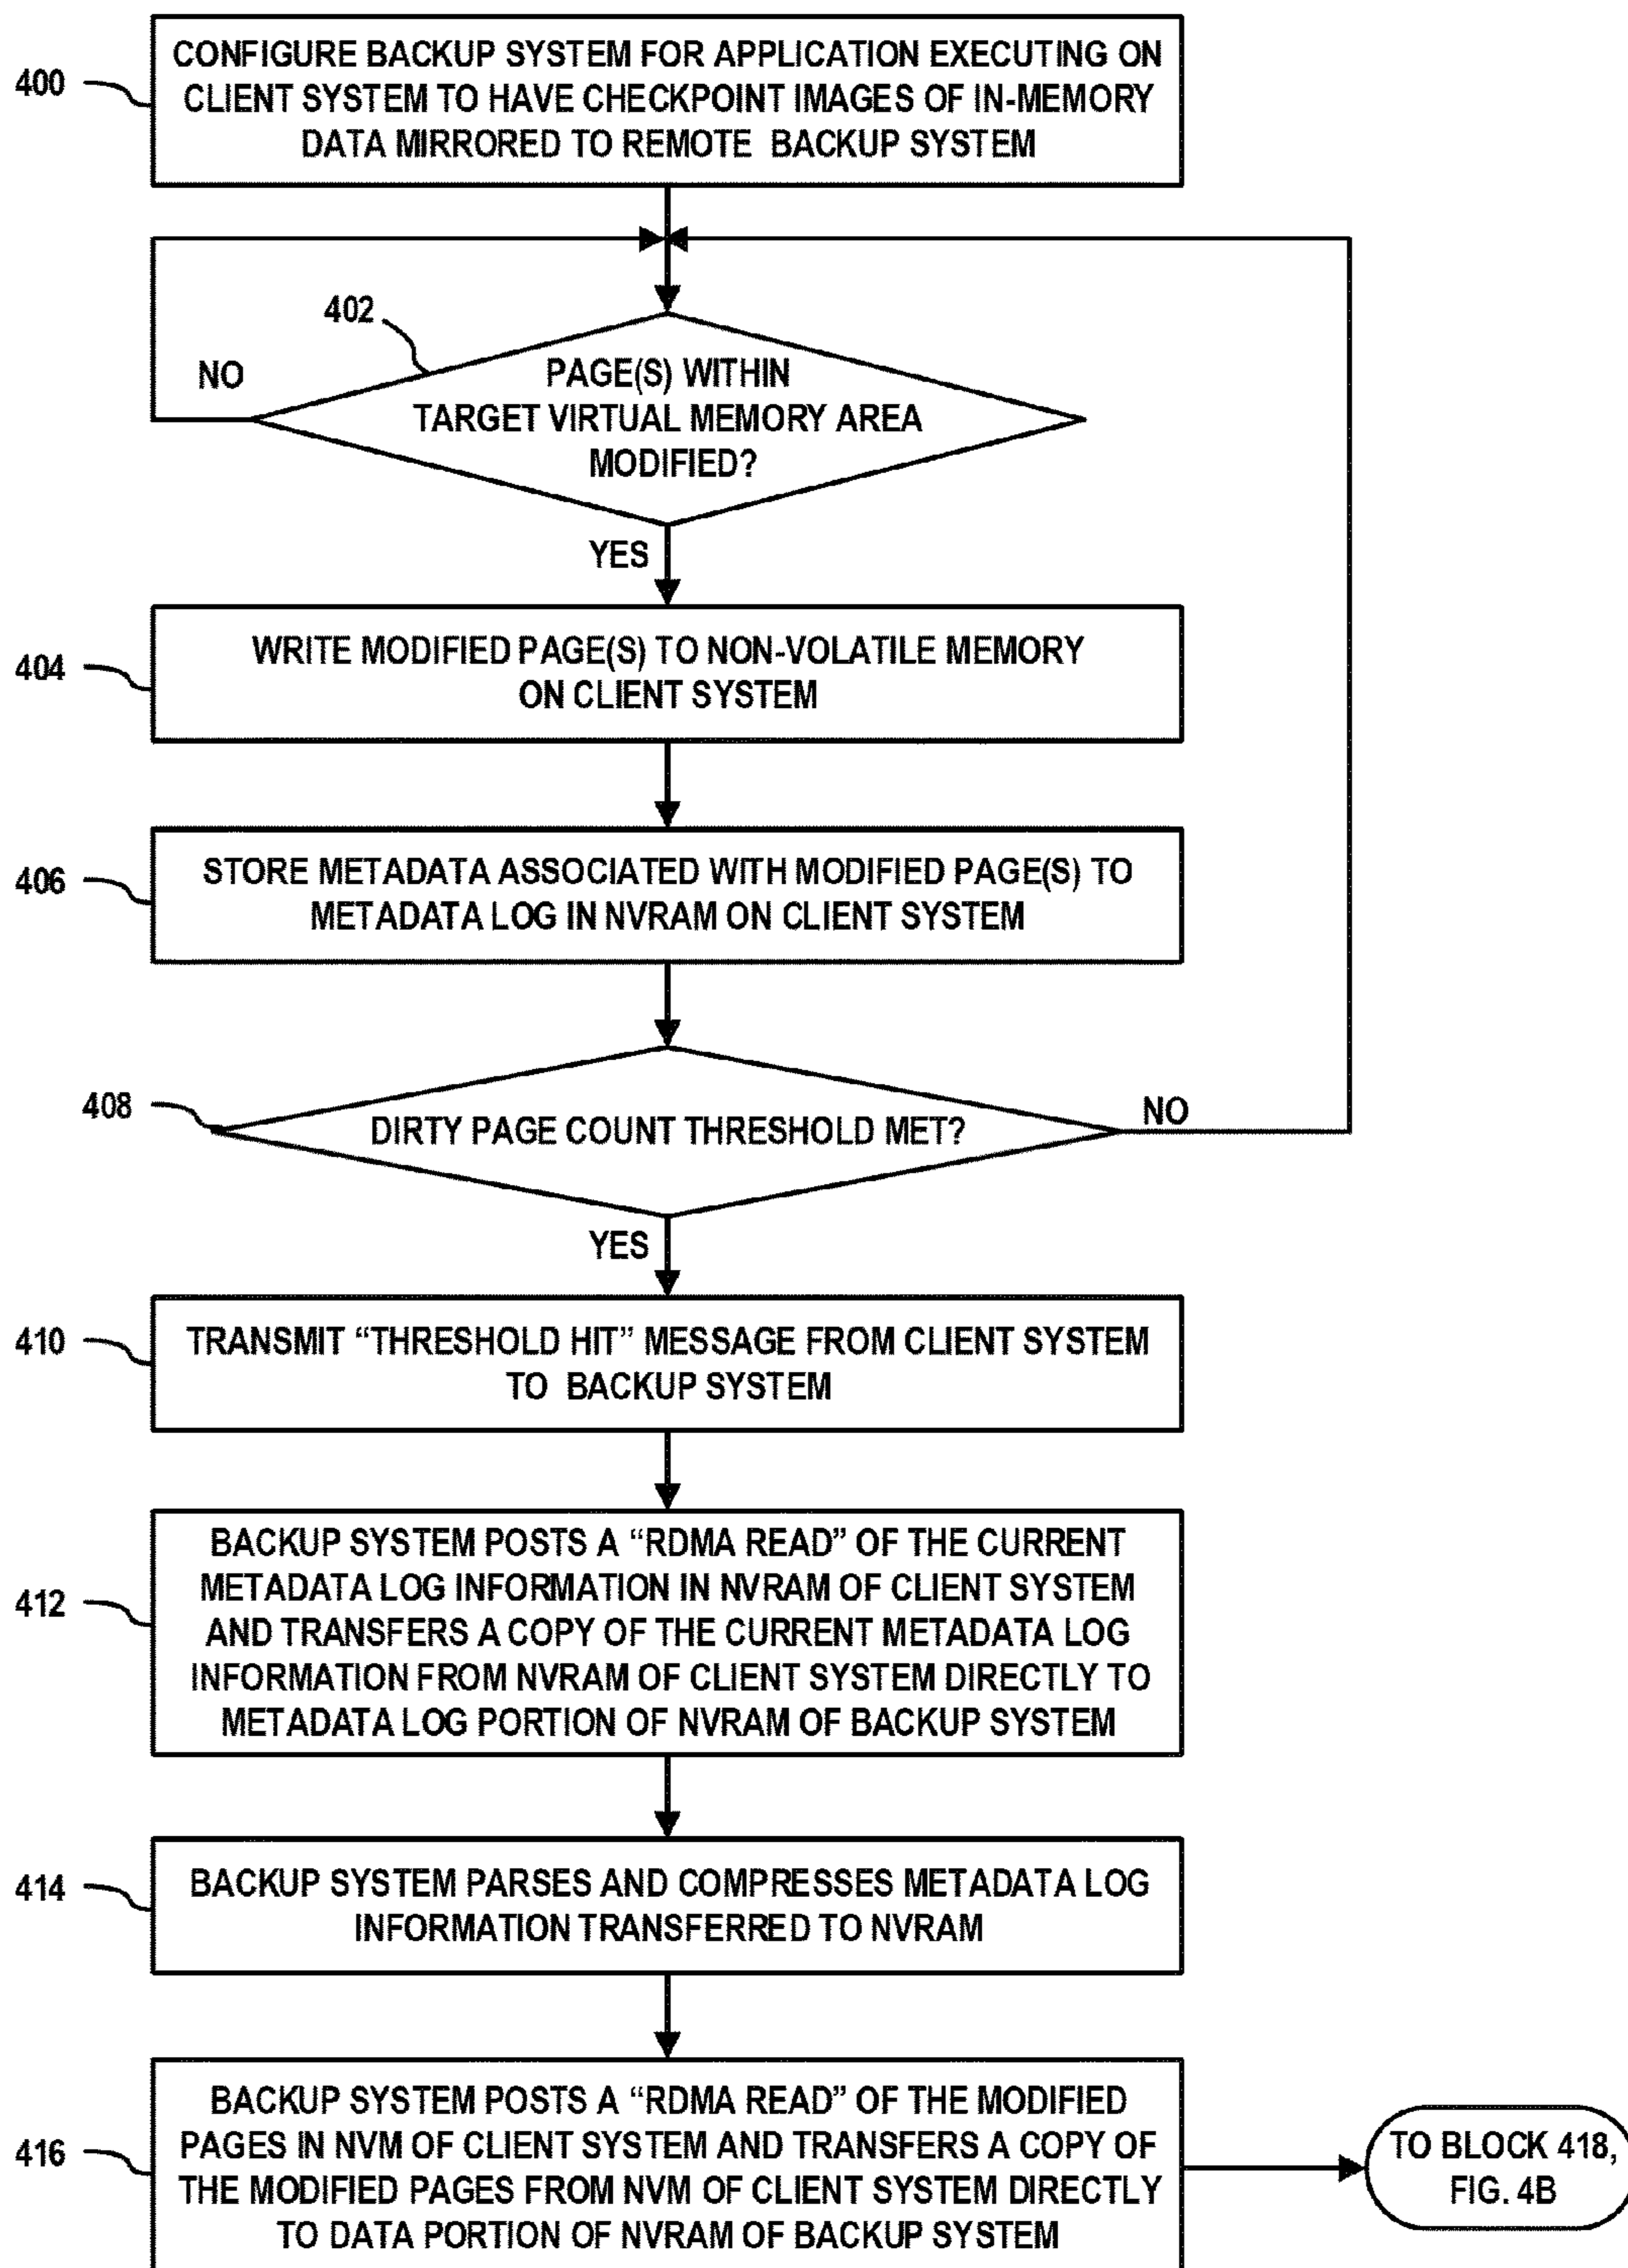 400
CONFIGURE BACKUP SYSTEM FOR APPLICATION EXECUTING ON
CLIENT SYSTEM TO HAVE CHECKPOINT IMAGES OF IN-MEMORY
DATA MIRRORED TO REMOTE BACKUP SYSTEM
402
NO
PAGE(S) WITHIN
TARGET VIRTUAL MEMORY AREA
MODIFIED?
YES
404
WRITE MODIFIED PAGE(S) TO NON-VOLATILE MEMORY
ON CLIENT SYSTEM
406
STORE METADATA ASSOCIATED WITH MODIFIED PAGE(S) TO
METADATA LOG IN NVRAM ON CLIENT SYSTEM
408
DIRTY PAGE COUNT THRESHOLD MET?
NO
YES
410
TRANSMIT “THRESHOLD HIT” MESSAGE FROM CLIENT SYSTEM
TO BACKUP SYSTEM
412
BACKUP SYSTEM POSTS A “RDMA READ” OF THE CURRENT
METADATA LOG INFORMATION IN NVRAM OF CLIENT SYSTEM
AND TRANSFERS A COPY OF THE CURRENT METADATA LOG
INFORMATION FROM NVRAM OF CLIENT SYSTEM DIRECTLY TO
METADATA LOG PORTION OF NVRAM OF BACKUP SYSTEM
414
BACKUP SYSTEM PARSES AND COMPRESSES METADATA LOG
INFORMATION TRANSFERRED TO NVRAM
416
BACKUP SYSTEM POSTS A “RDMA READ” OF THE MODIFIED
PAGES IN NVM OF CLIENT SYSTEM AND TRANSFERS A COPY OF
THE MODIFIED PAGES FROM NVM OF CLIENT SYSTEM DIRECTLY
TO DATA PORTION OF NVRAM OF BACKUP SYSTEM
TO BLOCK 418,
FIG. 4B